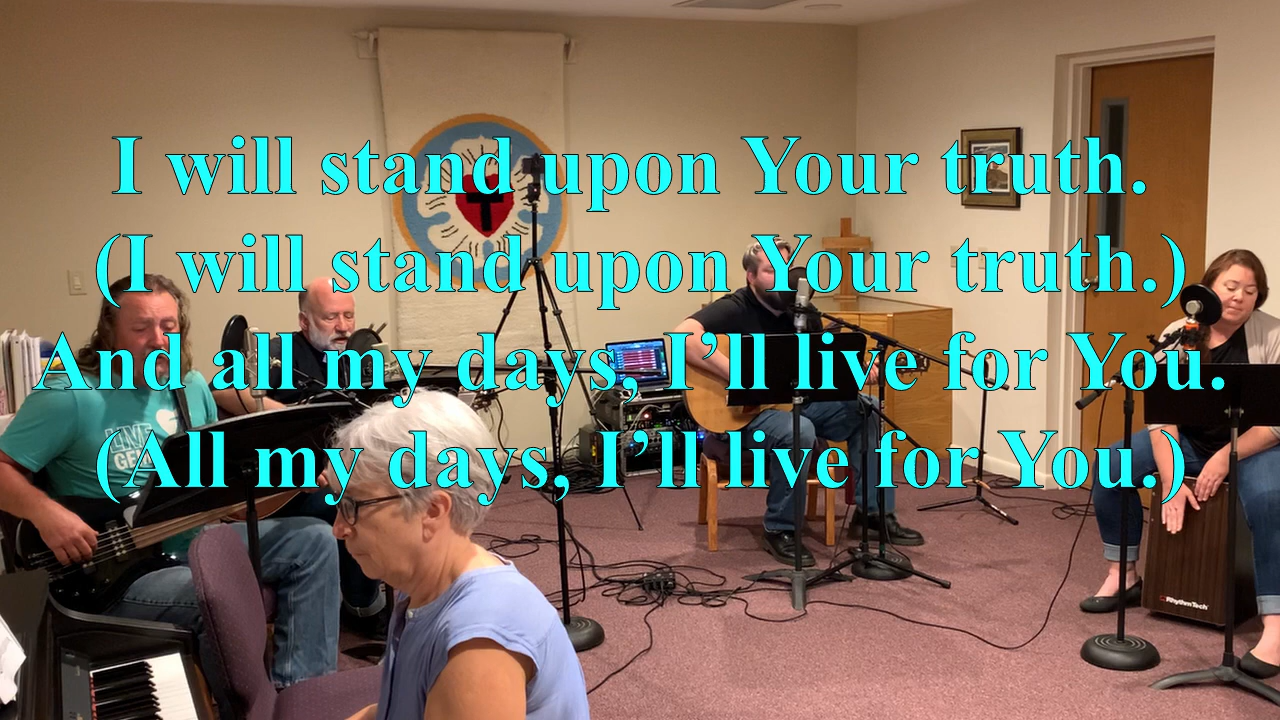 I will stand upon Your truth.
(I will stand upon Your truth.)
And all my days, I’ll live for You.
(All my days, I’ll live for You.)
RhythmTech